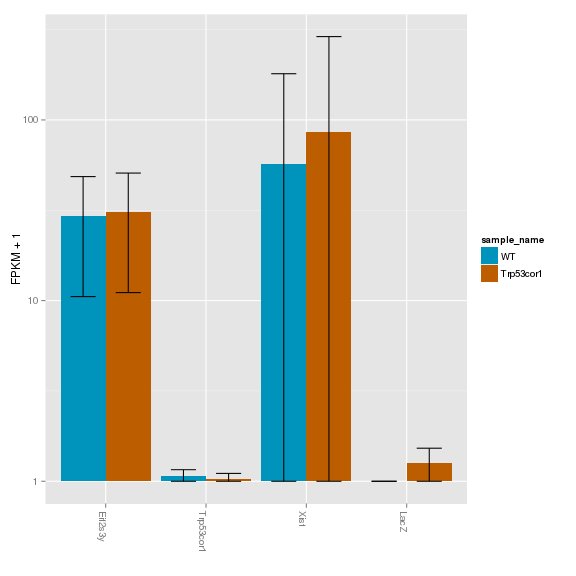 100
10
1
FPKM + 1
Eif2s3y
Trp53cor1
Xist
LacZ
sample_name
WT
Trp53cor1